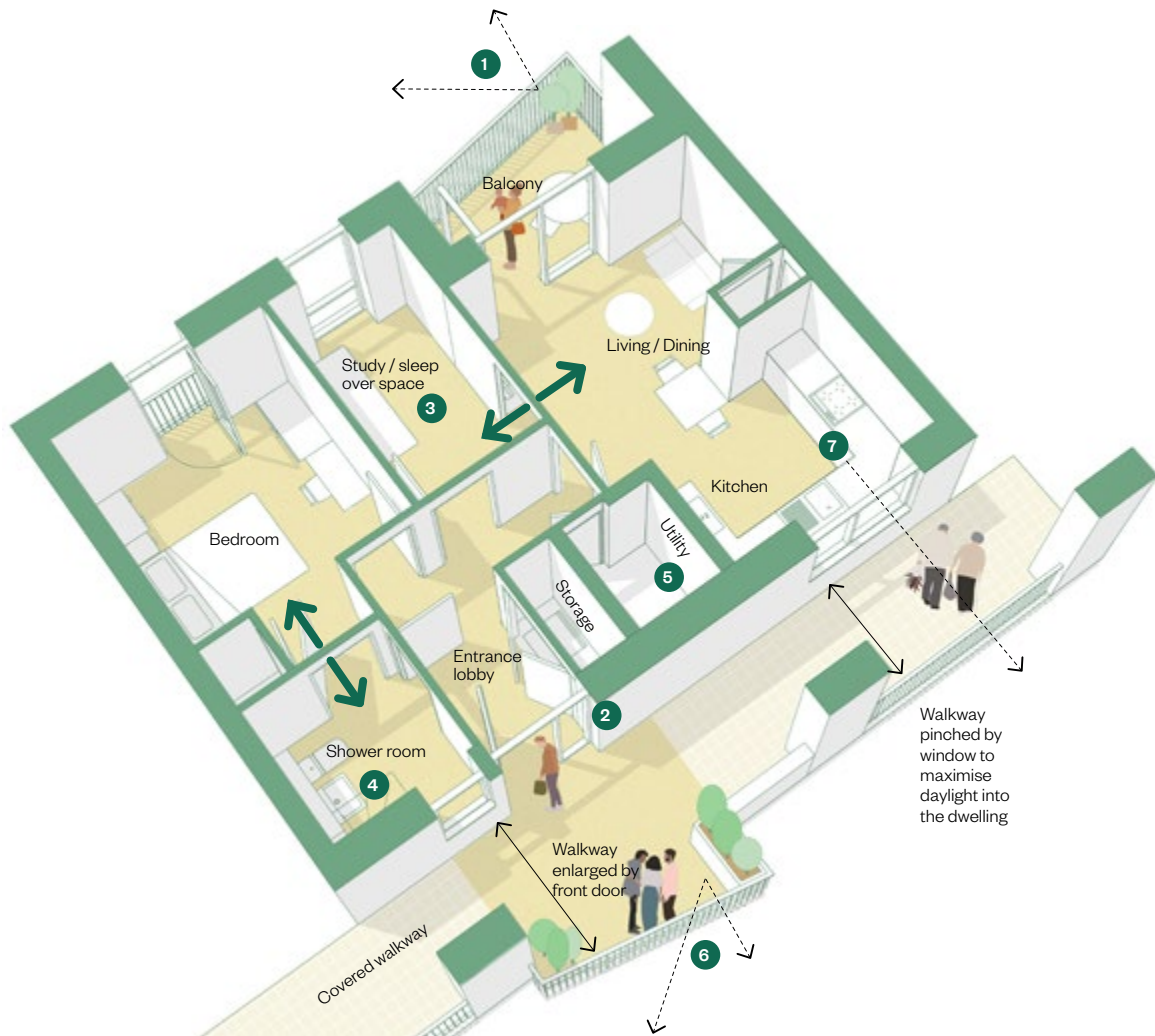 1
Balcony
Living / Dining
Study / sleep
over space
3
7
Kitchen
Bedroom
Utility
5
Storage
Entrance
lobby
2
Shower room
4
Walkway
pinched by
window to
maximise
daylight into
the dwelling
Walkway
enlarged by
front door
6
Covered walkway